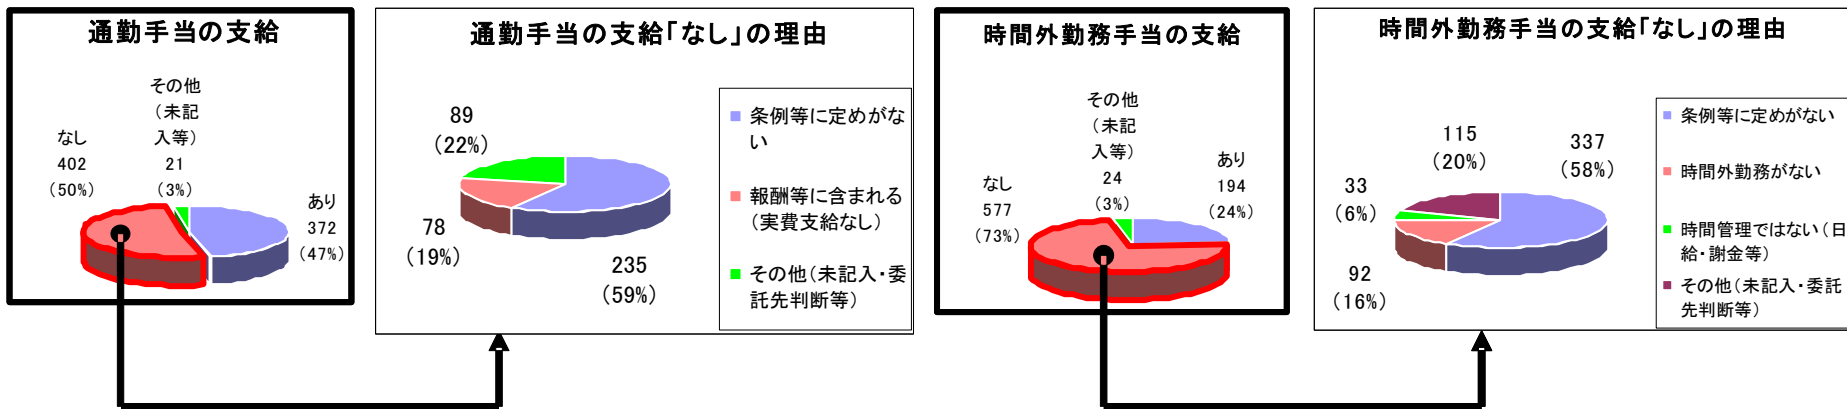 通勤手当の支給
その他
（未記
入等）
21
(3%)
なし
402
(50%)
あり
372
(47%)
通勤手当の支給「なし」の理由
89
(22%)
78
(19%)
235
(59%)
条例等に定めがな
い
報酬等に含まれる
（実費支給なし）
その他（未記入・委
託先判断等）
時間外勤務手当の支給
その他
（未記
入等）
24
(3%)
なし
577
(73%)
あり
194
(24%)
時間外勤務手当の支給「なし」の理由
115
(20%)
337
(58%)
33
(6%)
92
(16%)
条例等に定めがない
時間外勤務がない
時間管理ではない（日
給・謝金等）
その他（未記入・委託
先判断等）